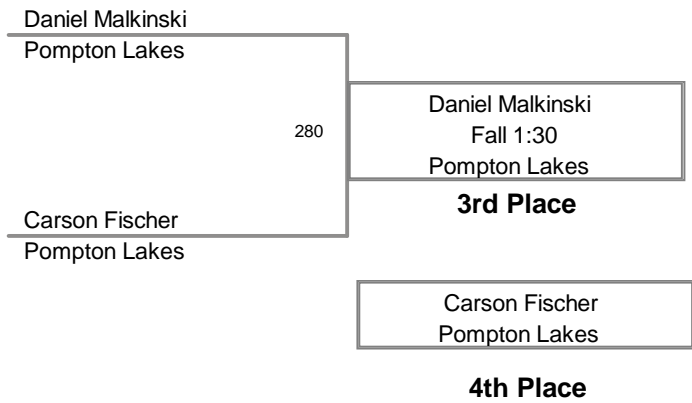 Daniel Malkinski
Pompton Lakes
280
Daniel Malkinski
Fall 1:30
Pompton Lakes
3rd Place
Carson Fischer
Pompton Lakes
Carson Fischer
Pompton Lakes
4th Place